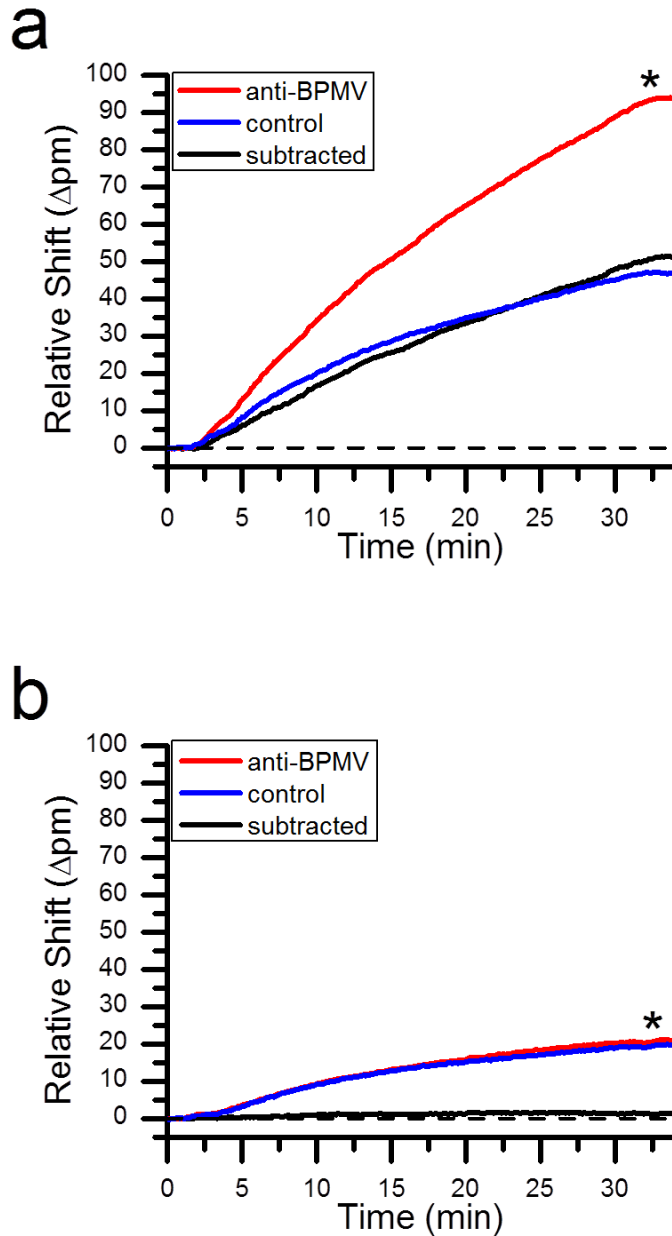 a
100
90
80
70
60
50
40
30
20
10
0
Relative Shift (Δpm)
anti-BPMV
control
subtracted
*
0 5 10 15 20 25 30
Time (min)
b
100
90
80
70
60
50
40
30
20
10
0
Relative Shift (Δpm)
anti-BPMV
control
subtracted
*
0 5 10 15 20 25 30
Time (min)